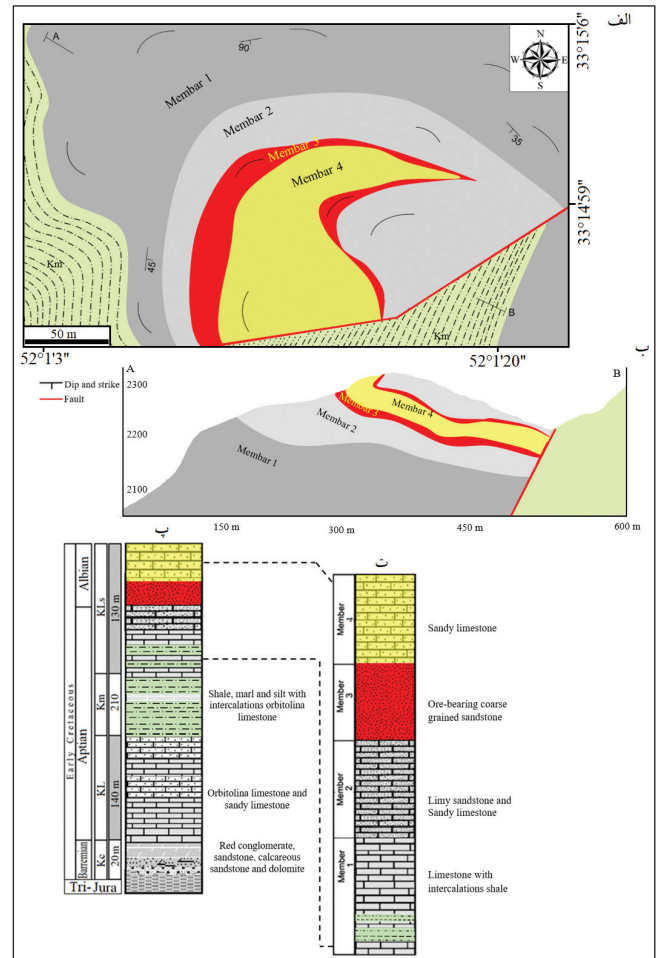 الف
N
W E
S
A
90
Membar 1
Membar 2
Membar 3
Membar 4
35
45
Km
Km
B
50 m
33°15'6"
33°14'59"
52°1'3"
52°1'20"
ب
Dip and strike
Fault
A
B
2300
2200
2100
Membar 3
Membar 4
Membar 2
Membar 1
150 m
300 m
450 m
600 m
پ
Early Cretaceous
Albian
Aptian
Barremian
KLs
Km
KL
Kc
130 m
210
140 m
20m
Tri-Jura
Shale, marl and silt with
intercalations orbitolina
limestone
Orbitolina limestone and
sandy limestone
Red conglomerate,
sandstone, calcareous
sandstone and dolomite
ت
Member
4
Sandy limestone
Member
3
Ore-bearing coarse
grained sandstone
Member
2
Limy sandstone and
Sandy limestone
Member
1
Limestone with
intercalations shale